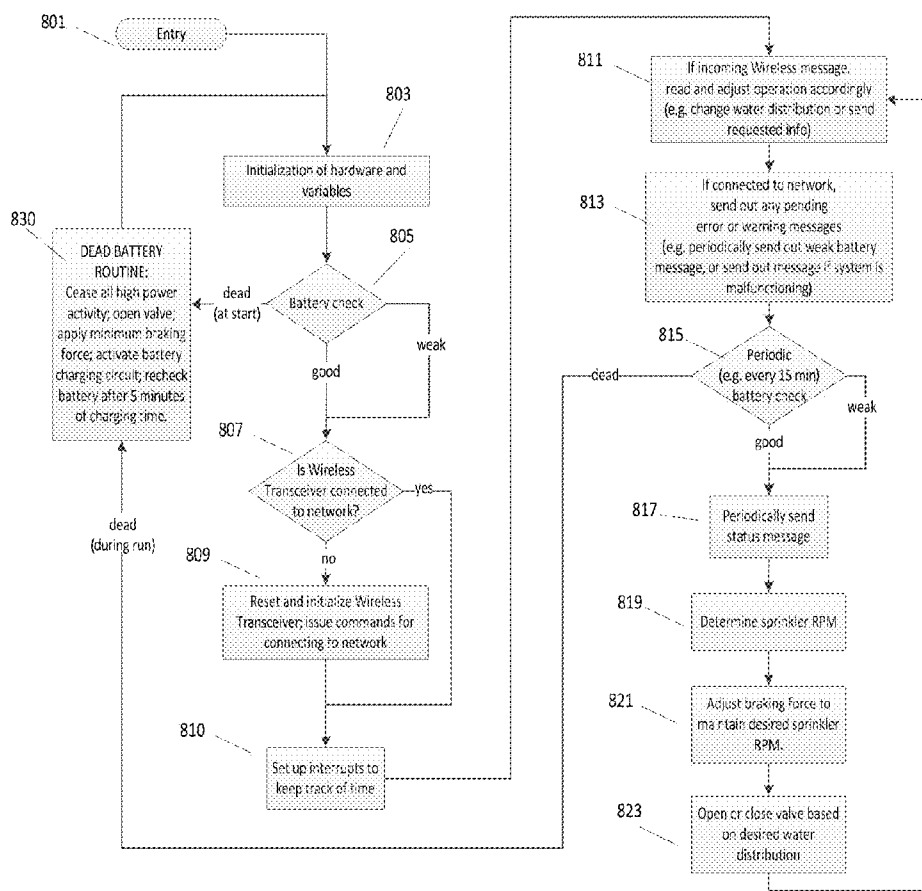 801
Entry
803
Initialization of hardware and
variables
830
DEAD BATTERY
ROUTINE:
Cease all high power
activity; open valve;
apply minimum braking
force; activate battery
charging circuit; recheck
battery after 5 minutes
of charging time.
805
Battery check
dead
(at start)
weak
good
807
Is Wireless
Transceiver connected
to network?
yes
no
dead
(during run)
809
Reset and initialize Wireless
Transceiver; issue commands for
connecting to network
810
Set up interrupts to
keep track of time
811
If incoming Wireless message,
read and adjust operation accordingly
(e.g. change water distribution or send
requested info)
813
If connected to network,
send out any pending
error or warning messages
(e.g. periodically send out weak battery
message, or send out message if system is
malfunctioning)
815
Periodic
(e.g. every 15 min)
battery check
dead
weak
good
817
Periodically send
status message
819
Determine sprinkler RPM
821
Adjust braking force to
maintain desired sprinkler
RPM.
823
Open or close valve based
on desired water
distribution